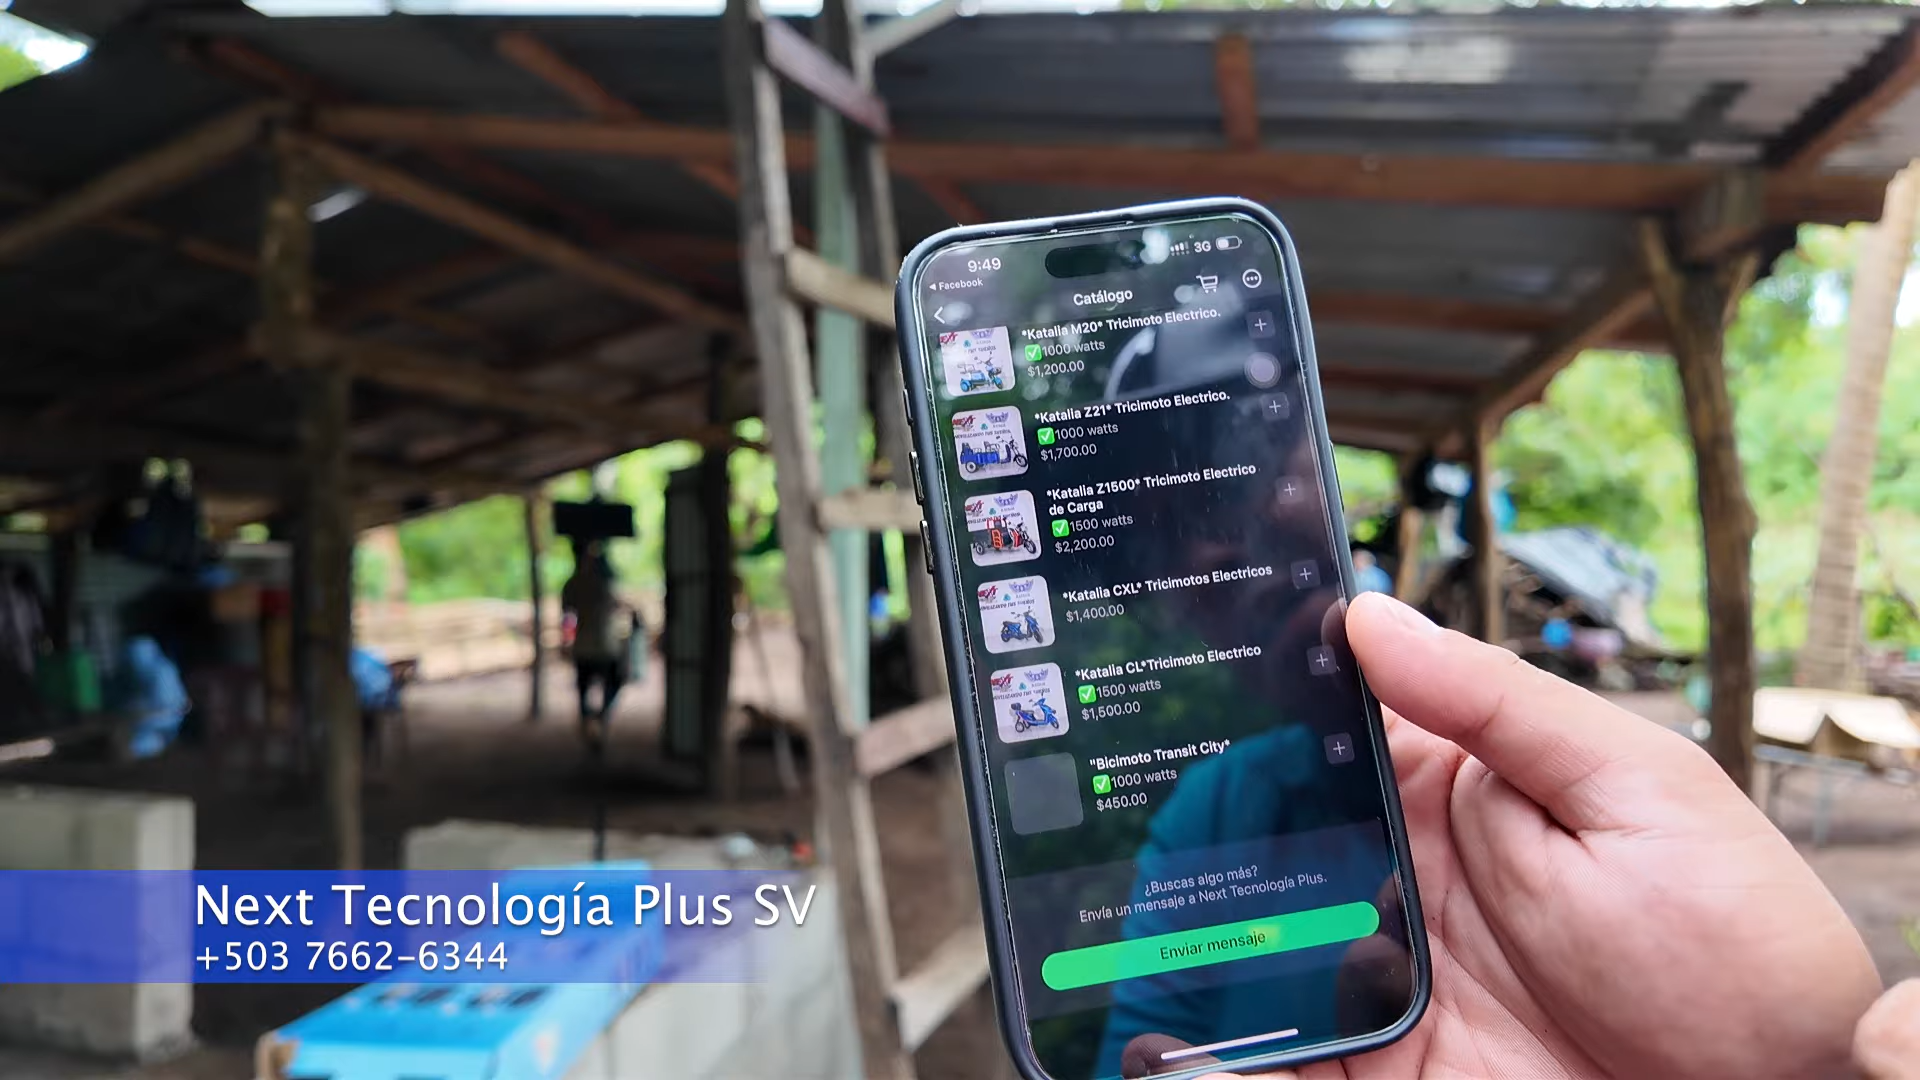 9:49
3G
◀ Facebook
Catálogo
*Katalia M20* Tricimoto Electrico.
✅1000 watts
$1,200.00
*Katalia Z21* Tricimoto Electrico.
✅1000 watts
$1,700.00
*Katalia Z1500* Tricimoto Electrico
de Carga
✅1500 watts
$2,200.00
*Katalia CXL* Tricimotos Electricos
$1,400.00
*Katalia CL*Tricimoto Electrico
✅1500 watts
$1,500.00
"Bicimoto Transit City*
✅1000 watts
$450.00
¿Buscas algo más?
Envía un mensaje a Next Tecnología Plus.
Enviar mensaje
Next Tecnología Plus SV
+503 7662-6344